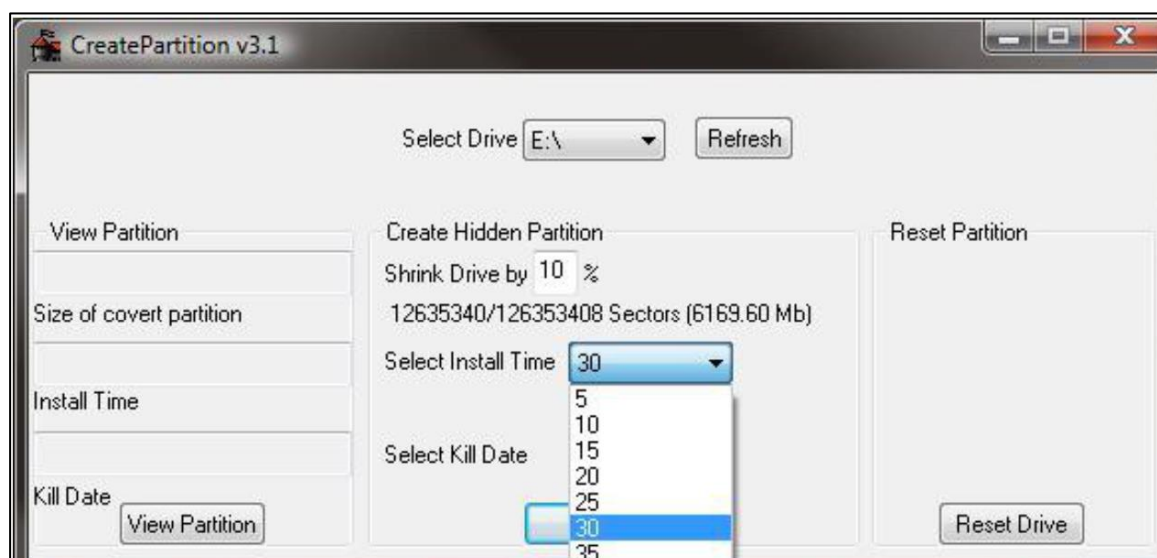 CreatePartition v3.1
Select Drive E:\ Refresh
View Partition
Size of covert partition
Install Time
Kill Date
View Partition
Create Hidden Partition
Shrink Drive by 10 %
12635340/126353408 Sectors (6169.60 Mb)
Select Install Time 30
5
10
15
20
25
30
35
Select Kill Date
Reset Partition
Reset Drive